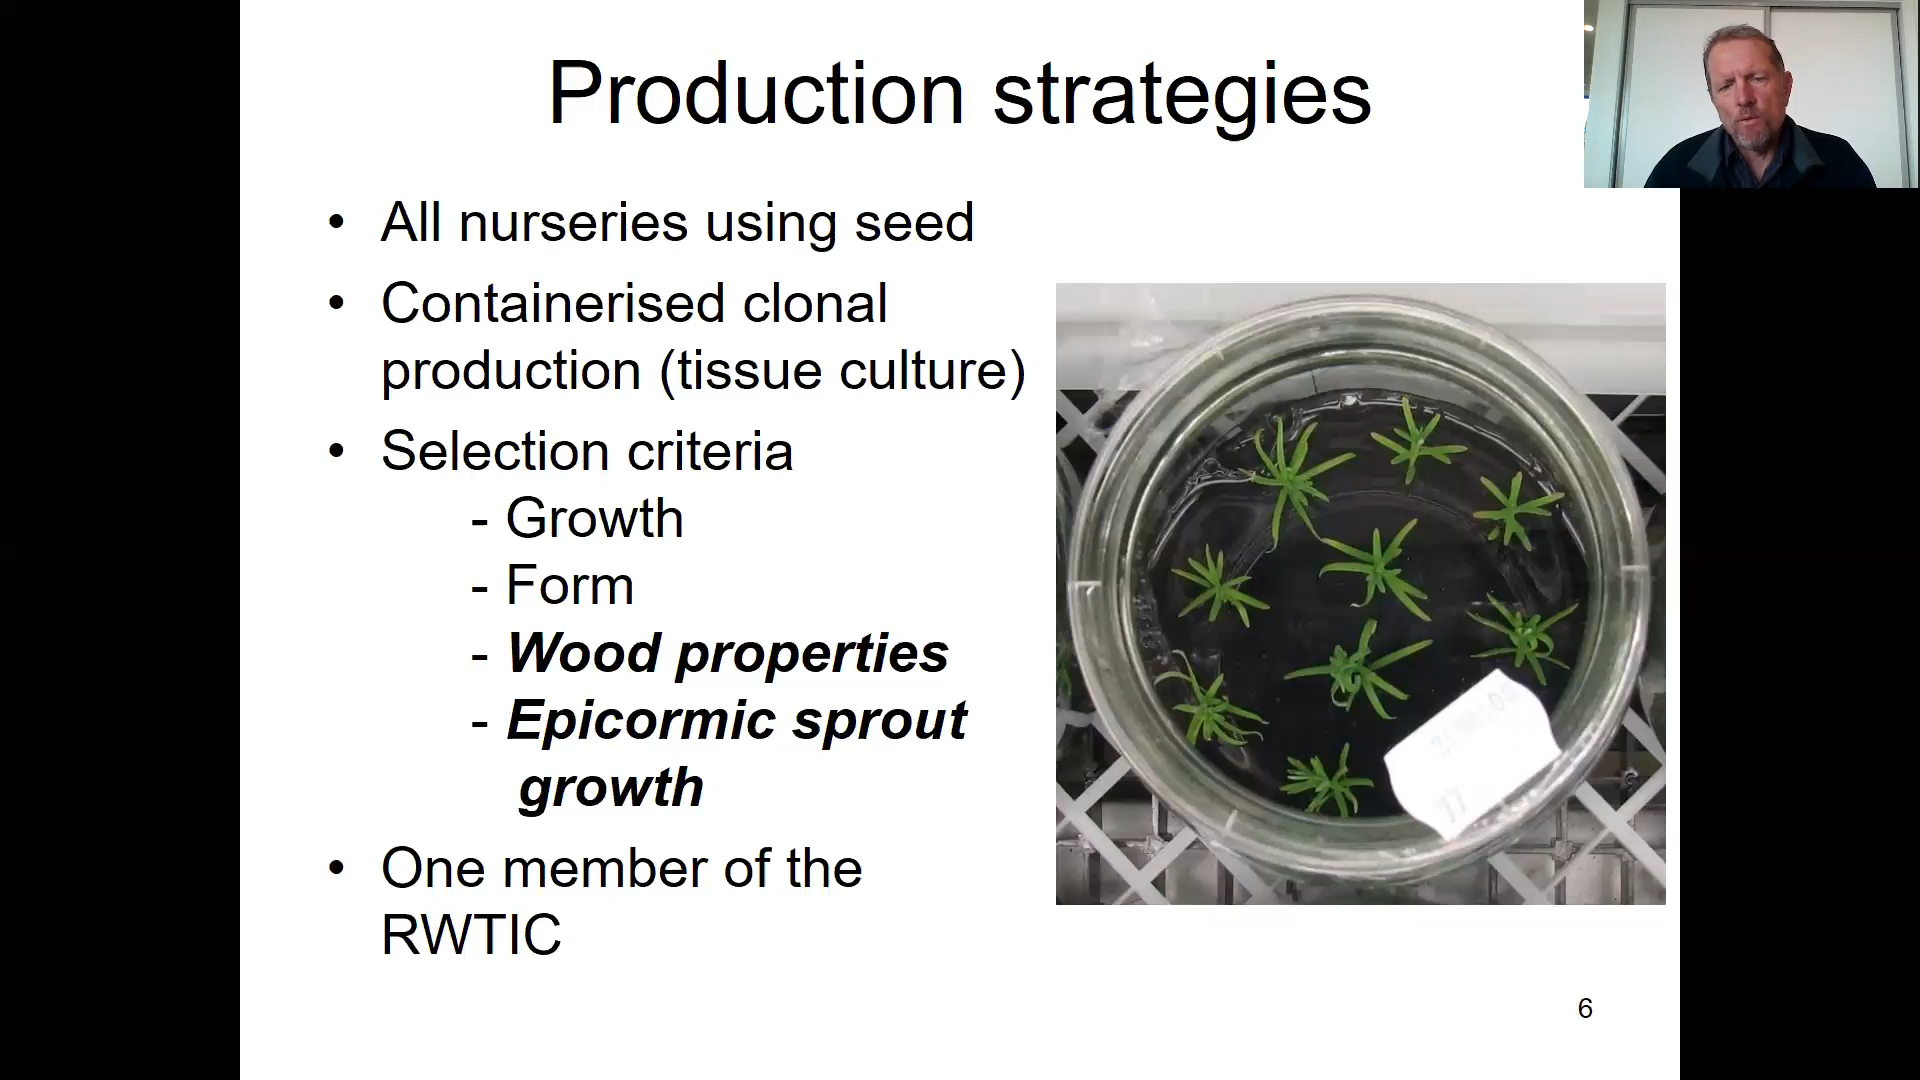 Production strategies
• All nurseries using seed
• Containerised clonal
production (tissue culture)
• Selection criteria
- Growth
- Form
- Wood properties
- Epicormic sprout
growth
• One member of the
RWTIC
6